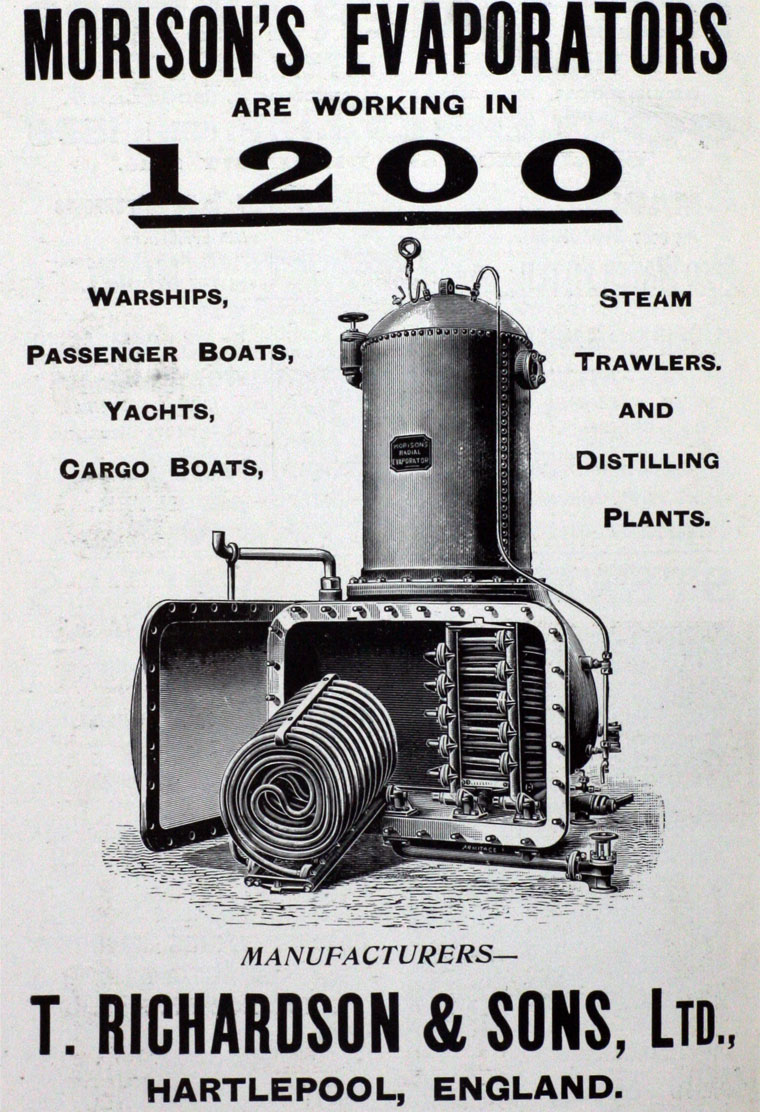 MORISON'S EVAPORATORS
ARE WORKING IN
1200
WARSHIPS,
PASSENGER BOATS,
YACHTS,
CARGO BOATS,
STEAM
TRAWLERS.
AND
DISTILLING
PLANTS.
MORISON'S
RADIAL
EVAPORATOR
ARMITAGE
MANUFACTURERS—
T. RICHARDSON & SONS, LTD.,
HARTLEPOOL, ENGLAND.